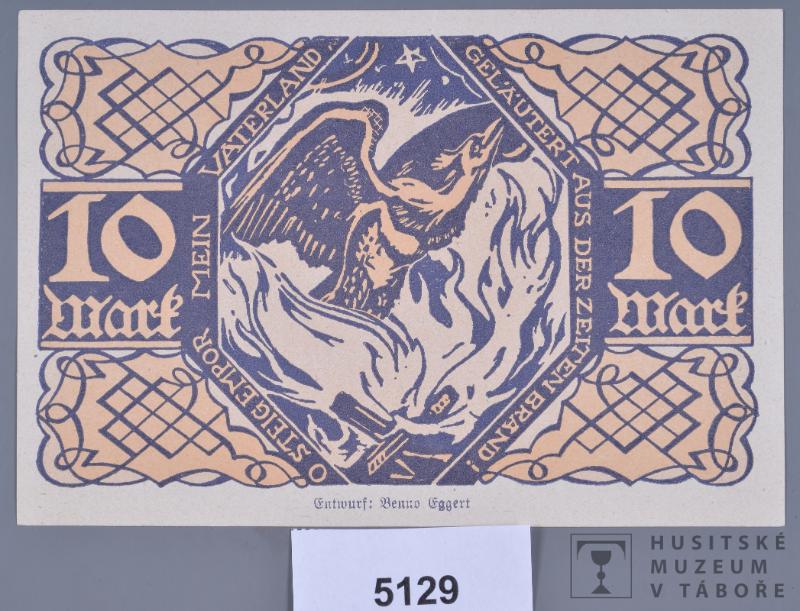 O STEIG EMPOR MEIN VATERLAND
GELÄUTERT AUS DER ZEITEN BRAND!
10
Mark
10
Mark
Entwurf: Benno Eggert
5129
HUSITSKÉ
MUZEUM
V TÁBOŘE